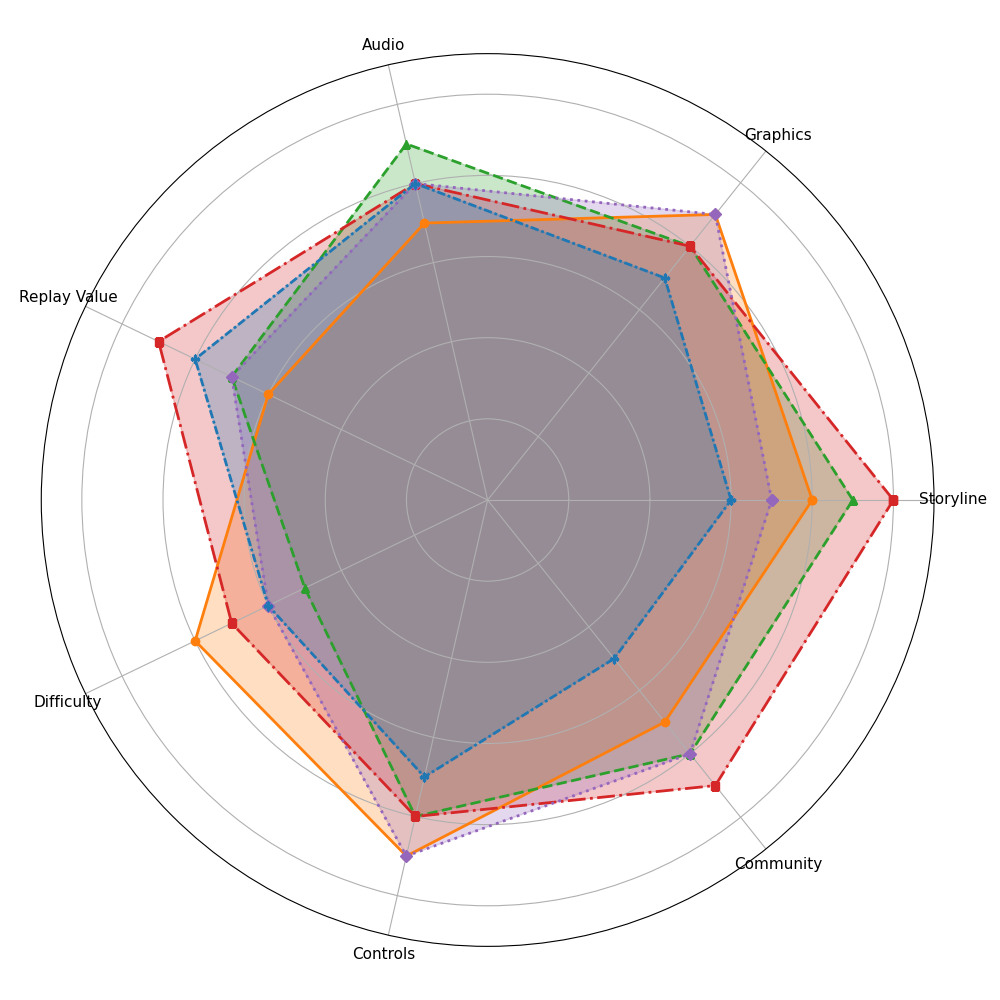 Audio
Graphics
Replay Value
Storyline
Difficulty
Community
Controls